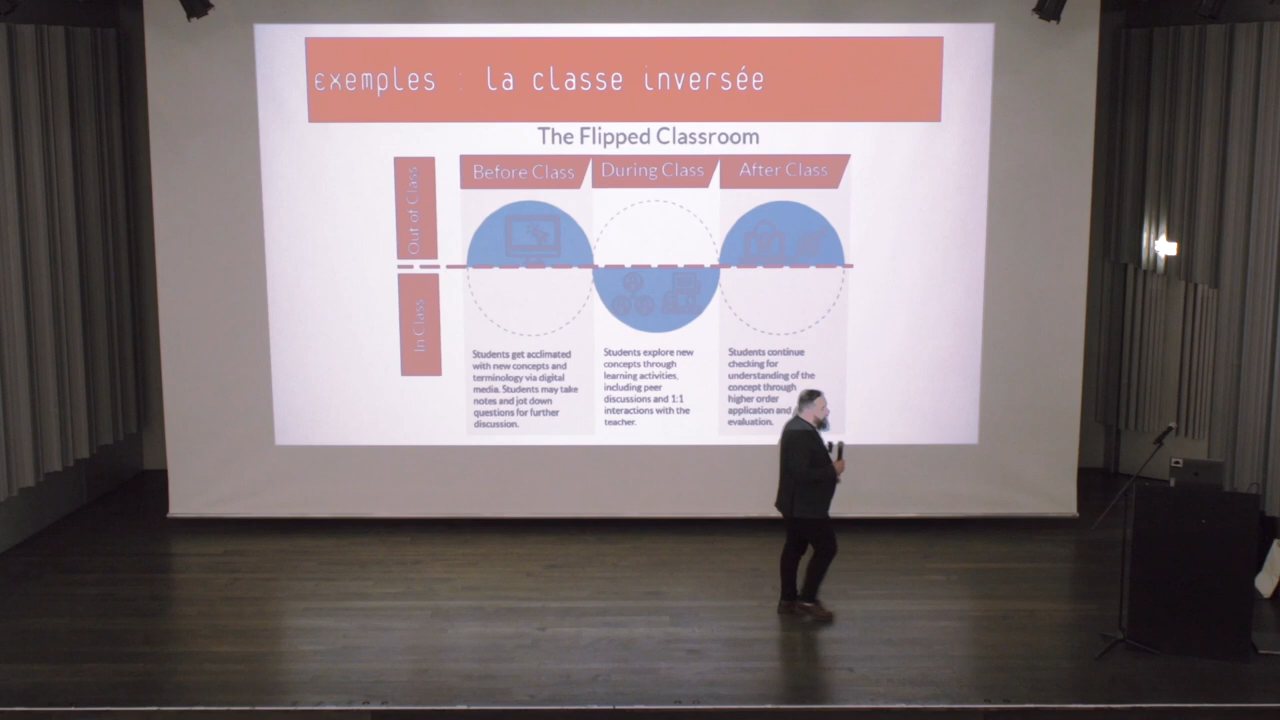 exemples : la classe inversée
The Flipped Classroom
Before Class
During Class
After Class
Out of Class
In Class
Students get acclimated
with new concepts and
terminology via digital
media. Students may take
notes and jot down
questions for further
discussion.
Students explore new
concepts through
learning activities,
including peer
discussions and 1:1
interactions with the
teacher.
Students continue
checking for
understanding of the
concept through
higher order
application and
evaluation.